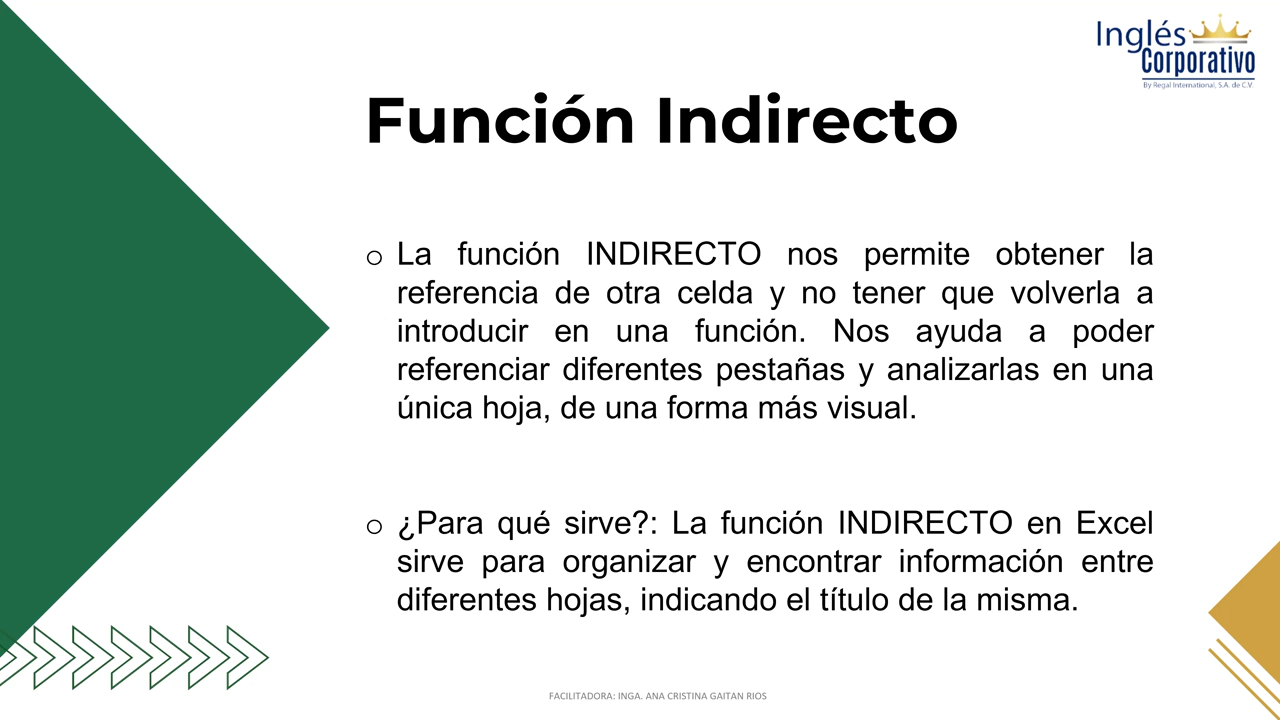 Inglés
Corporativo
By Regal International, S.A. de C.V.
Función Indirecto
o La función INDIRECTO nos permite obtener la
referencia de otra celda y no tener que volverla a
introducir en una función. Nos ayuda a poder
referenciar diferentes pestañas y analizarlas en una
única hoja, de una forma más visual.
o ¿Para qué sirve?: La función INDIRECTO en Excel
sirve para organizar y encontrar información entre
diferentes hojas, indicando el título de la misma.
FACILITADORA: INGA. ANA CRISTINA GAITAN RIOS